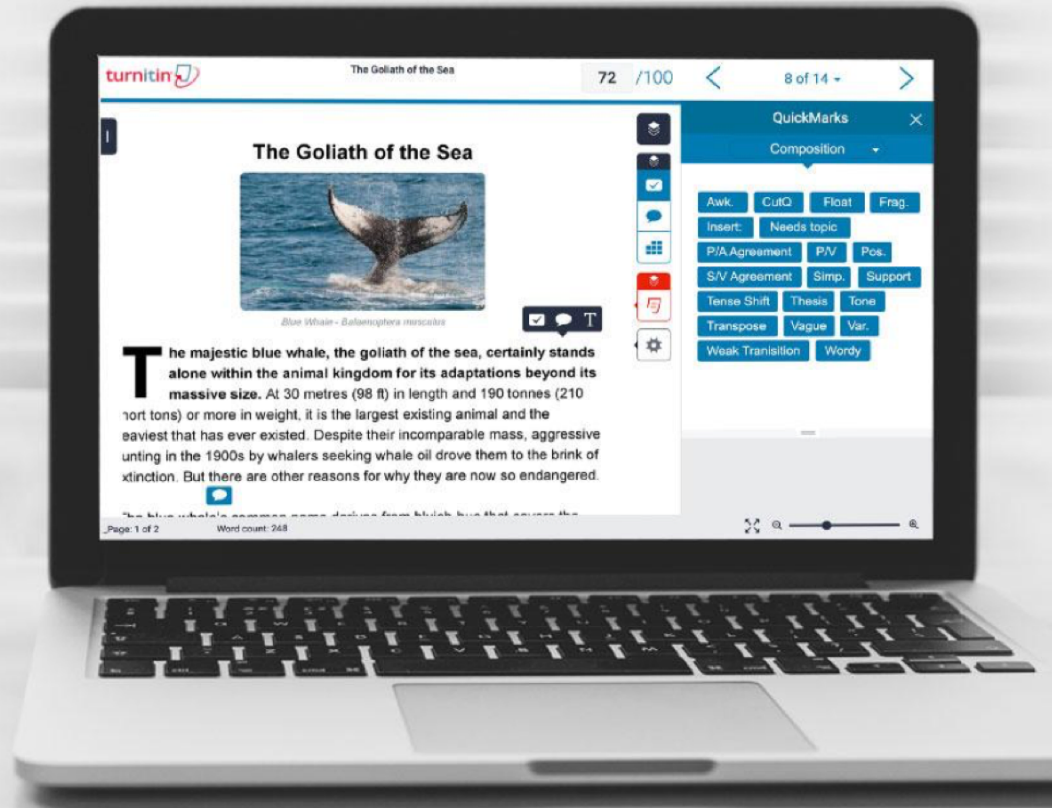 turnitin
The Goliath of the Sea
72 /100
8 of 14
QuickMarks
Composition
Awk. CutQ Float Frag.
Insert: Needs topic
P/A Agreement P/V Pos.
S/V Agreement Simp. Support
Tense Shift Thesis Tone
Transpose Vague Var.
Weak Tranisition Wordy
The Goliath of the Sea
Blue Whale - Balaenoptera musculus
T
The majestic blue whale, the goliath of the sea, certainly stands
alone within the animal kingdom for its adaptations beyond its
massive size. At 30 metres (98 ft) in length and 190 tonnes (210
hort tons) or more in weight, it is the largest existing animal and the
eaviest that has ever existed. Despite their incomparable mass, aggressive
unting in the 1900s by whalers seeking whale oil drove them to the brink of
xtinction. But there are other reasons for why they are now so endangered.
Page: 1 of 2 Word count: 248